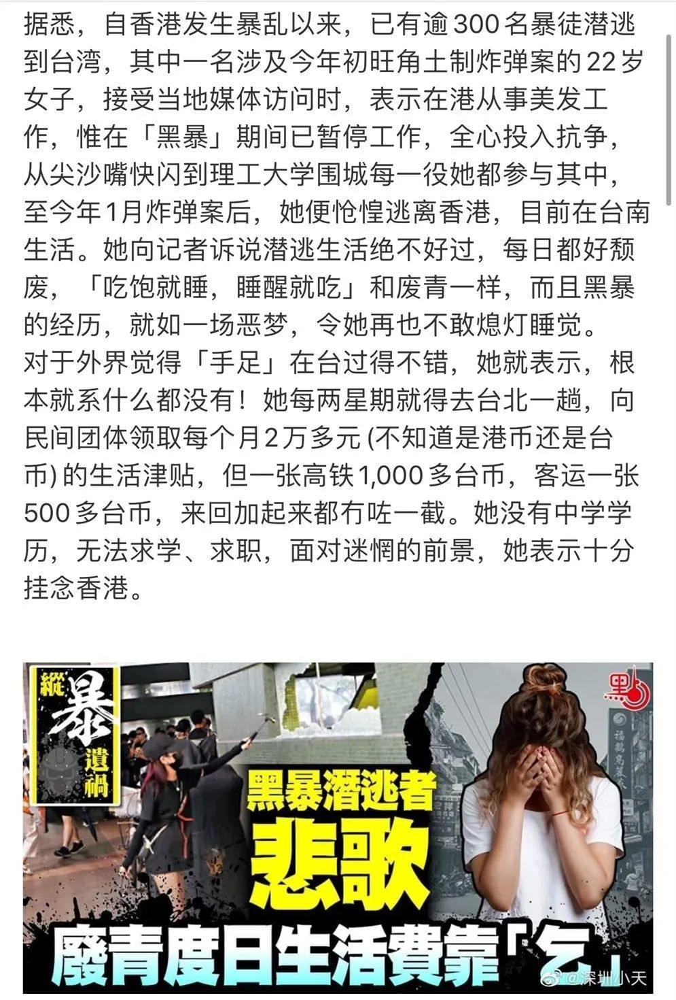 据悉，自香港发生暴乱以来，已有逾300名暴徒潜逃
到台湾，其中一名涉及今年初旺角土制炸弹案的22岁
女子，接受当地媒体访问时，表示在港从事美发工
作，惟在「黑暴」期间已暂停工作，全心投入抗争，
从尖沙嘴快闪到理工大学围城每一役她都参与其中，
至今年1月炸弹案后，她便怆惶逃离香港，目前在台南
生活。她向记者诉说潜逃生活绝不好过，每日都好颓
废，「吃饱就睡，睡醒就吃」和废青一样，而且黑暴
的经历，就如一场恶梦，令她再也不敢熄灯睡觉。
对于外界觉得「手足」在台过得不错，她就表示，根
本就系什么都没有！她每两星期就得去台北一趟，向
民间团体领取每个月2万多元(不知道是港币还是台
币)的生活津贴，但一张高铁1,000多台币，客运一张
500多台币，来回加起来都冇咗一截。她没有中学学
历，无法求学、求职，面对迷惘的前景，她表示十分
挂念香港。
縱暴遺禍
點
黑暴潛逃者
悲歌
廢青度日生活費靠「乞」
@深圳小天